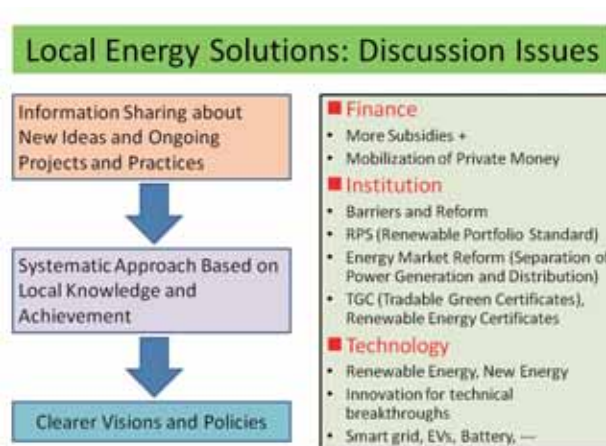 Local Energy Solutions: Discussion Issues
Information Sharing about
New Ideas and Ongoing
Projects and Practices
Systematic Approach Based on
Local Knowledge and
Achievement
Clearer Visions and Policies
■ Finance
• More Subsidies +
• Mobilization of Private Money
■ Institution
• Barriers and Reform
• RPS (Renewable Portfolio Standard)
• Energy Market Reform (Separation of
Power Generation and Distribution)
• TGC (Tradable Green Certificates),
Renewable Energy Certificates
■ Technology
• Renewable Energy, New Energy
• Innovation for technical
breakthroughs
• Smart grid, EVs, Battery, ---